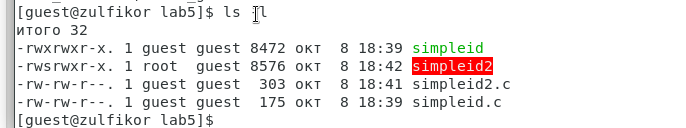 [guest@zulfikor lab5]$ ls -l
итого 32
-rwxrwxr-x. 1 guest guest 8472 окт  8 18:39 simpleid
-rwsrwxr-x. 1 root  guest 8576 окт  8 18:42 simpleid2
-rw-rw-r--. 1 guest guest  303 окт  8 18:41 simpleid2.c
-rw-rw-r--. 1 guest guest  175 окт  8 18:39 simpleid.c
[guest@zulfikor lab5]$